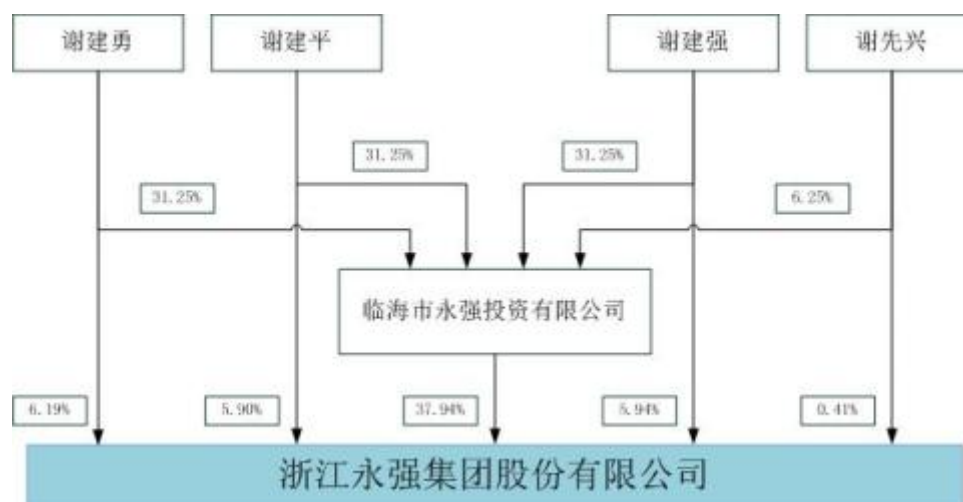 谢建勇
谢建平
谢建强
谢先兴
31.25%
31.25%
31.25%
6.25%
临海市永强投资有限公司
6.19%
5.90%
37.94%
5.94%
0.41%
浙江永强集团股份有限公司